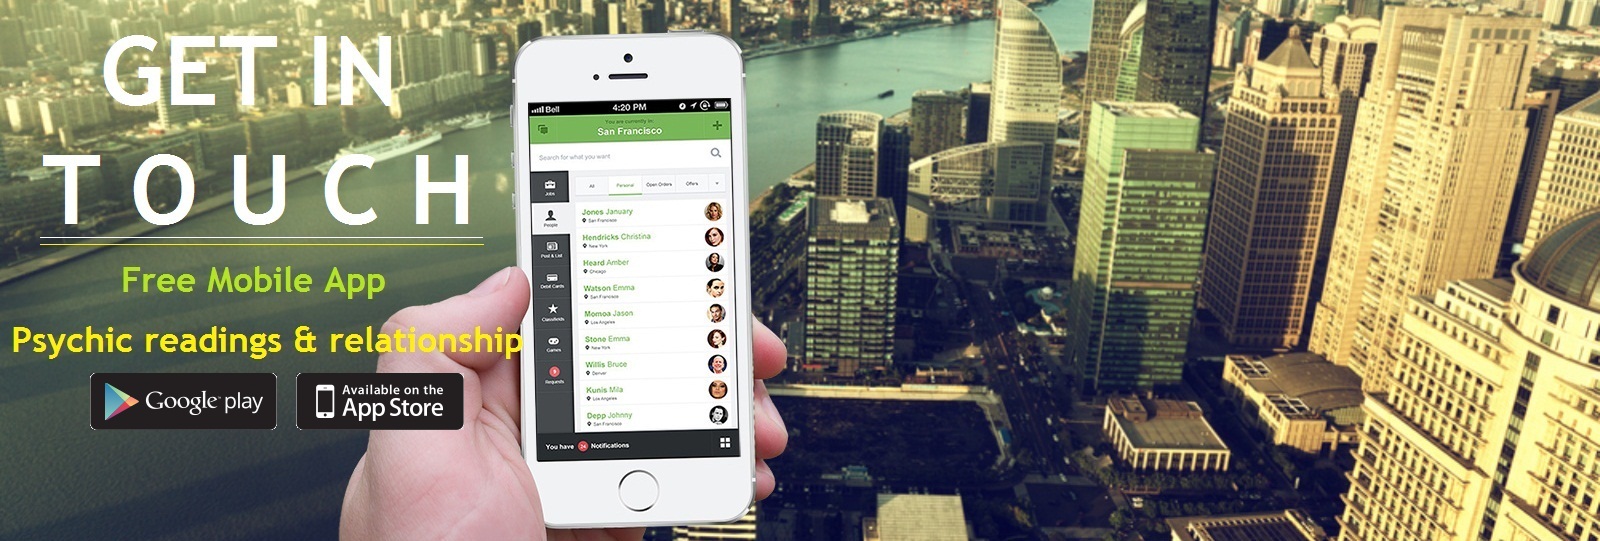 GET IN
TOUCH
Free Mobile App
Psychic readings & relationship
Google play
Available on the
App Store
Bell
4:20 PM
You are currently in:
San Francisco
Search for what you want
All
Personal
Open Orders
Offers
+
Jobs
People
Post & List
Debit Cards
Classifieds
Games
9
Requests
Jones January
San Francisco
Hendricks Christina
New York
Heard Amber
Chicago
Watson Emma
San Francisco
Momoa Jason
Los Angeles
Stone Emma
New York
Willis Bruce
Denver
Kunis Mila
Los Angeles
Depp Johnny
San Francisco
You have 24 Notifications